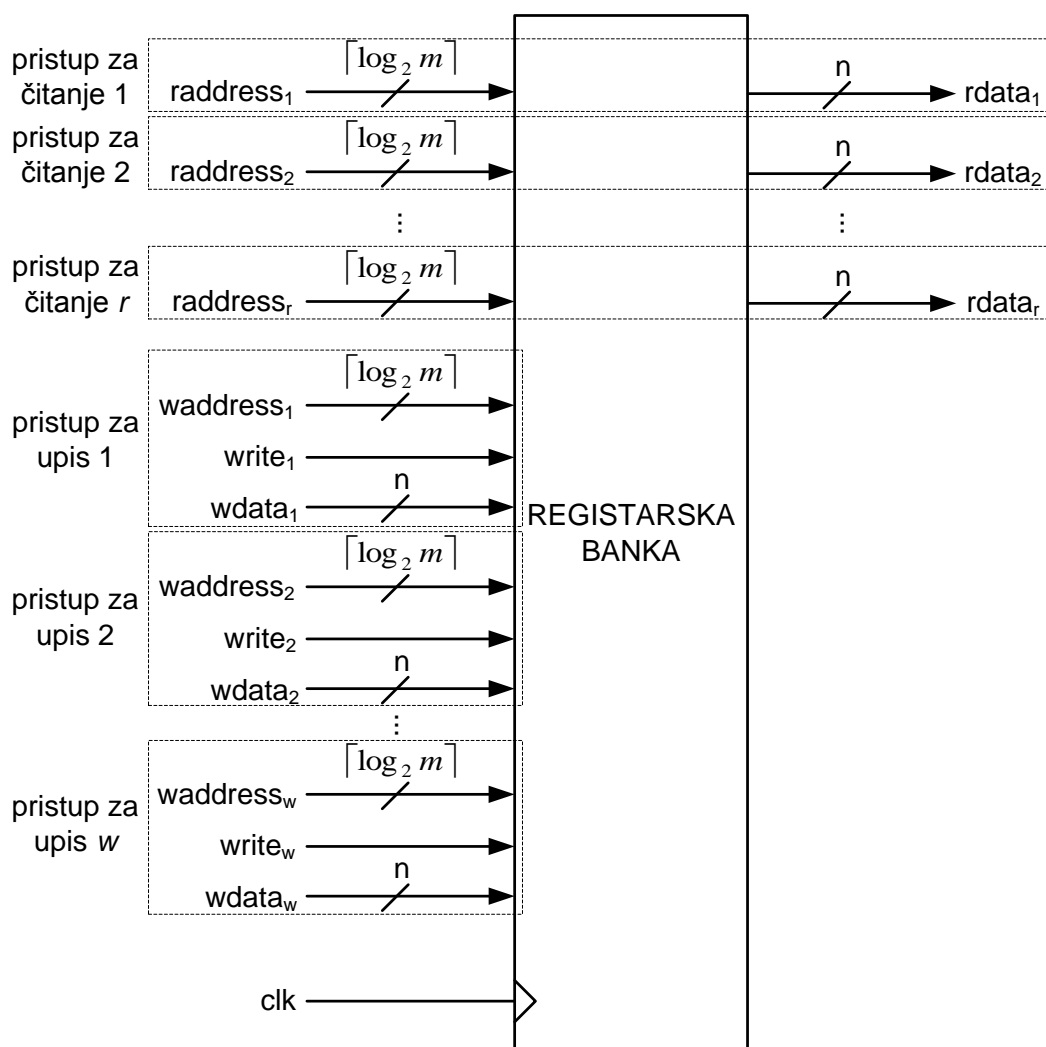 pristup za
čitanje 1
raddress₁
⌈log₂ m⌉
n
rdata₁
pristup za
čitanje 2
raddress₂
⌈log₂ m⌉
n
rdata₂
⋮
⋮
pristup za
čitanje r
raddressᵣ
⌈log₂ m⌉
n
rdataᵣ
pristup za
upis 1
waddress₁
⌈log₂ m⌉
write₁
wdata₁
n
REGISTARSKA
BANKA
pristup za
upis 2
waddress₂
⌈log₂ m⌉
write₂
wdata₂
n
⋮
pristup za
upis w
waddress_w
⌈log₂ m⌉
write_w
wdata_w
n
clk